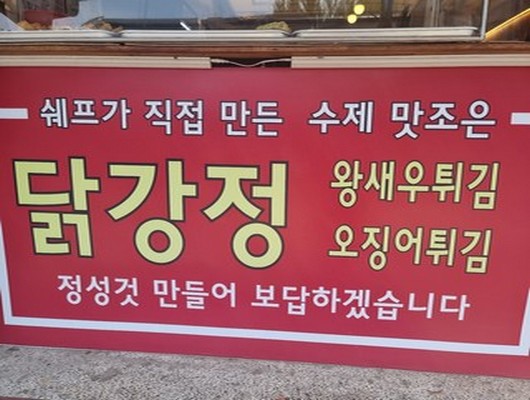 쉐프가 직접 만든 수제 맛조은
닭강정
왕새우튀김
오징어튀김
정성것 만들어 보답하겠습니다